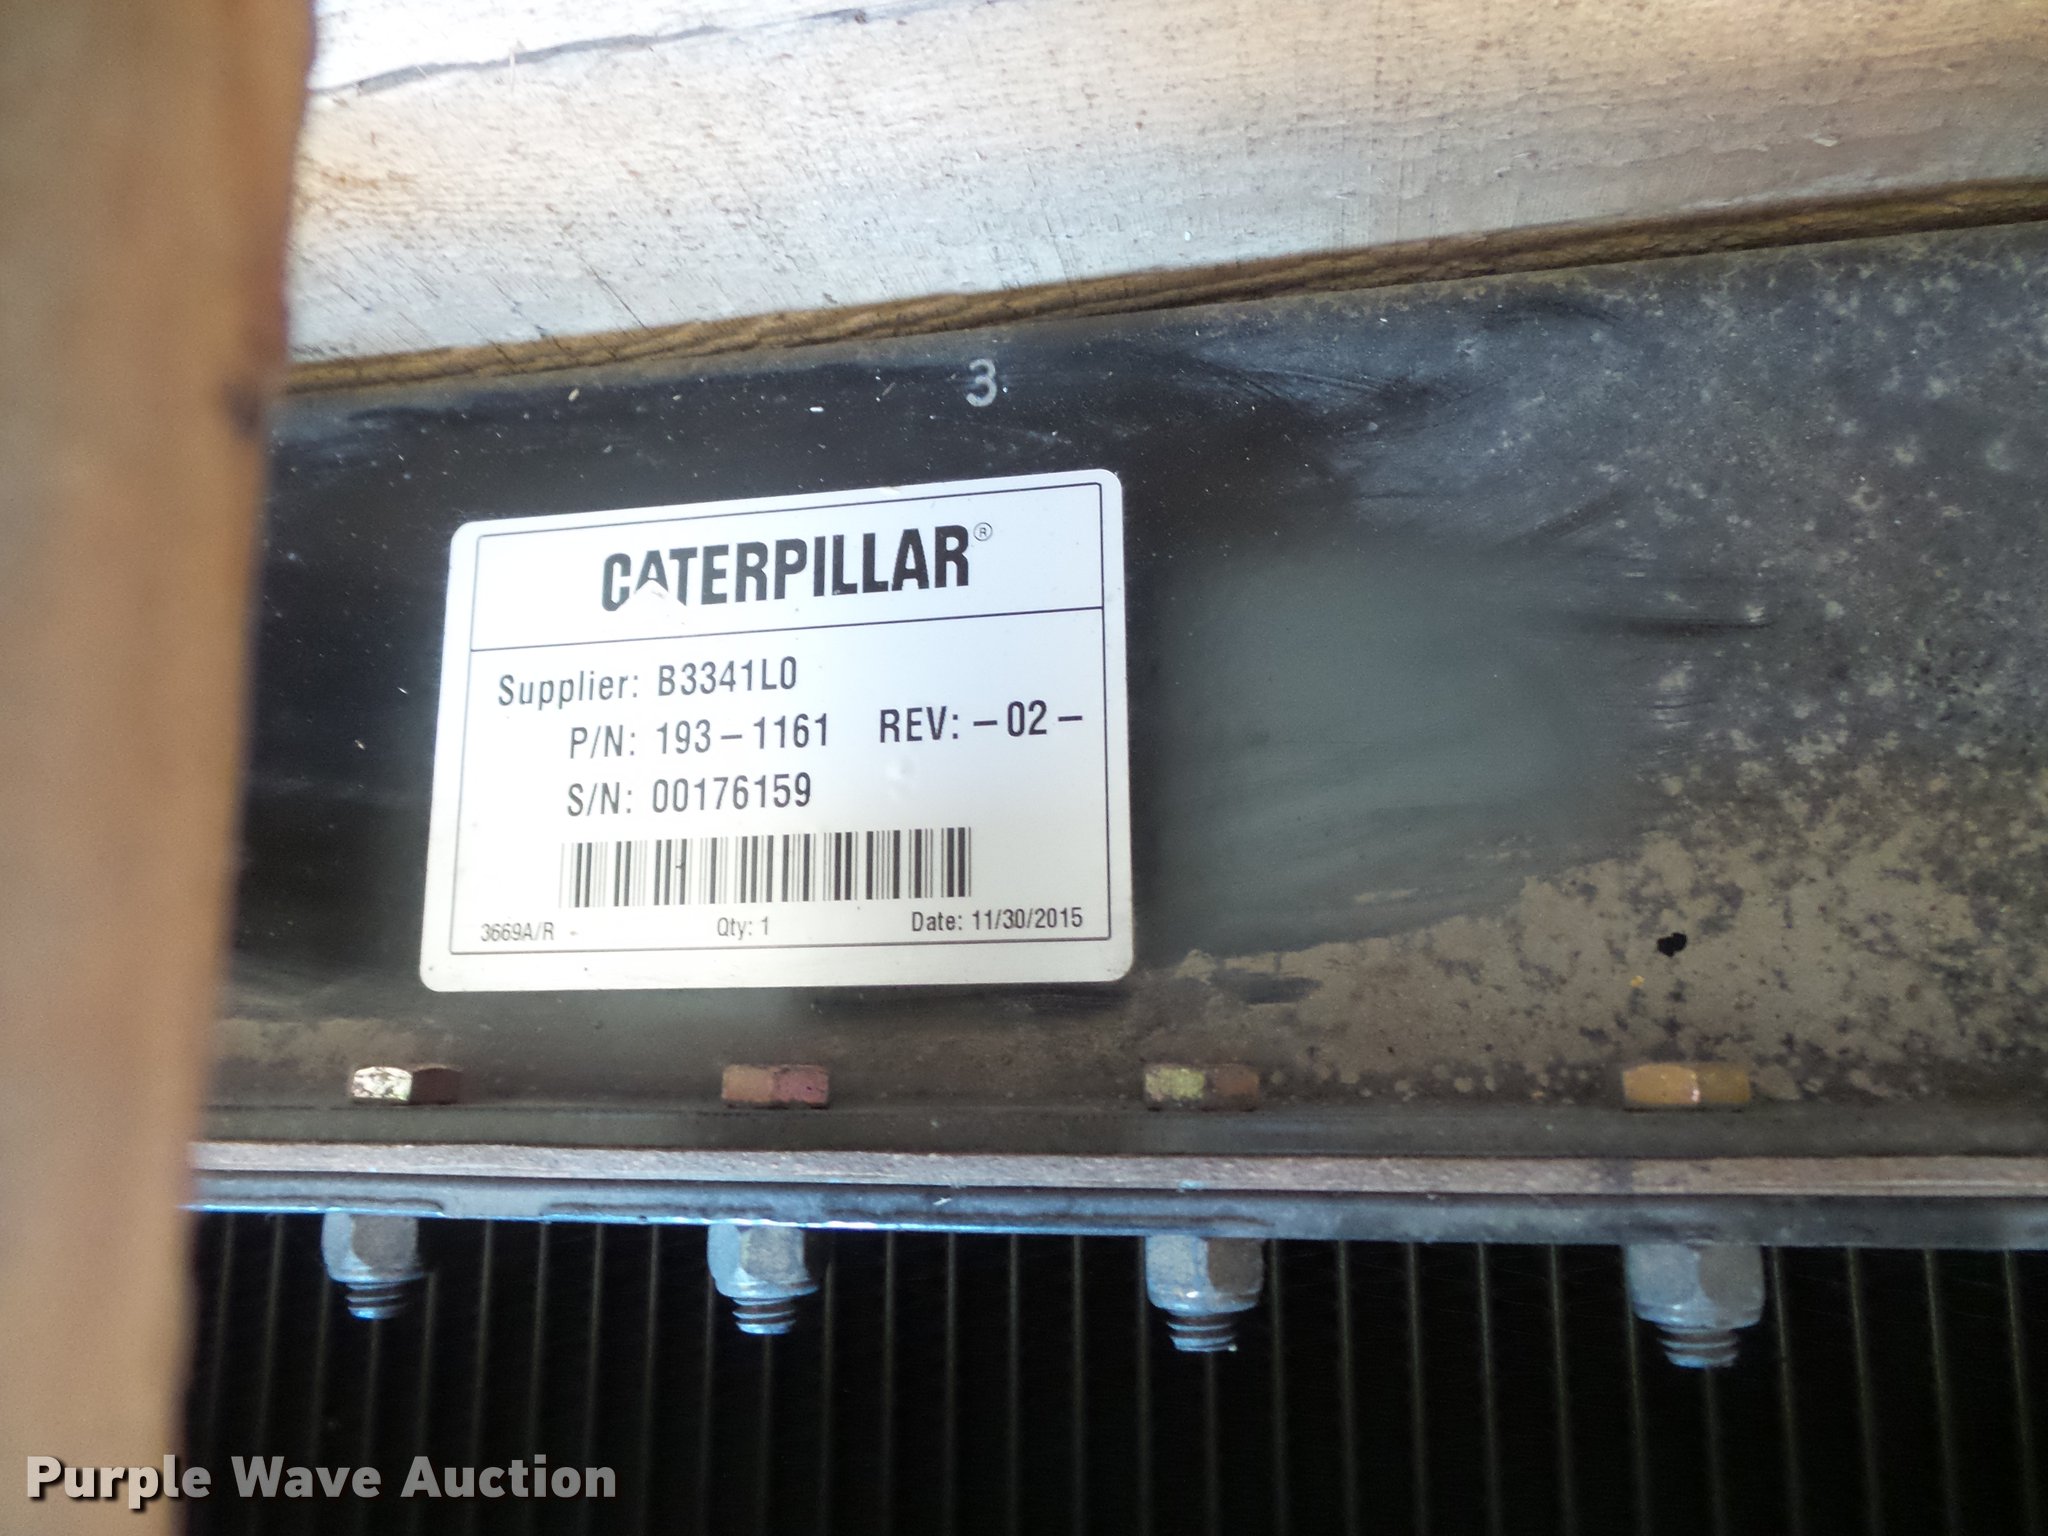 3
CATERPILLAR®
Supplier: B3341L0
P/N: 193-1161 REV: -02-
S/N: 00176159
3669A/R Qty: 1 Date: 11/30/2015
Purple Wave Auction